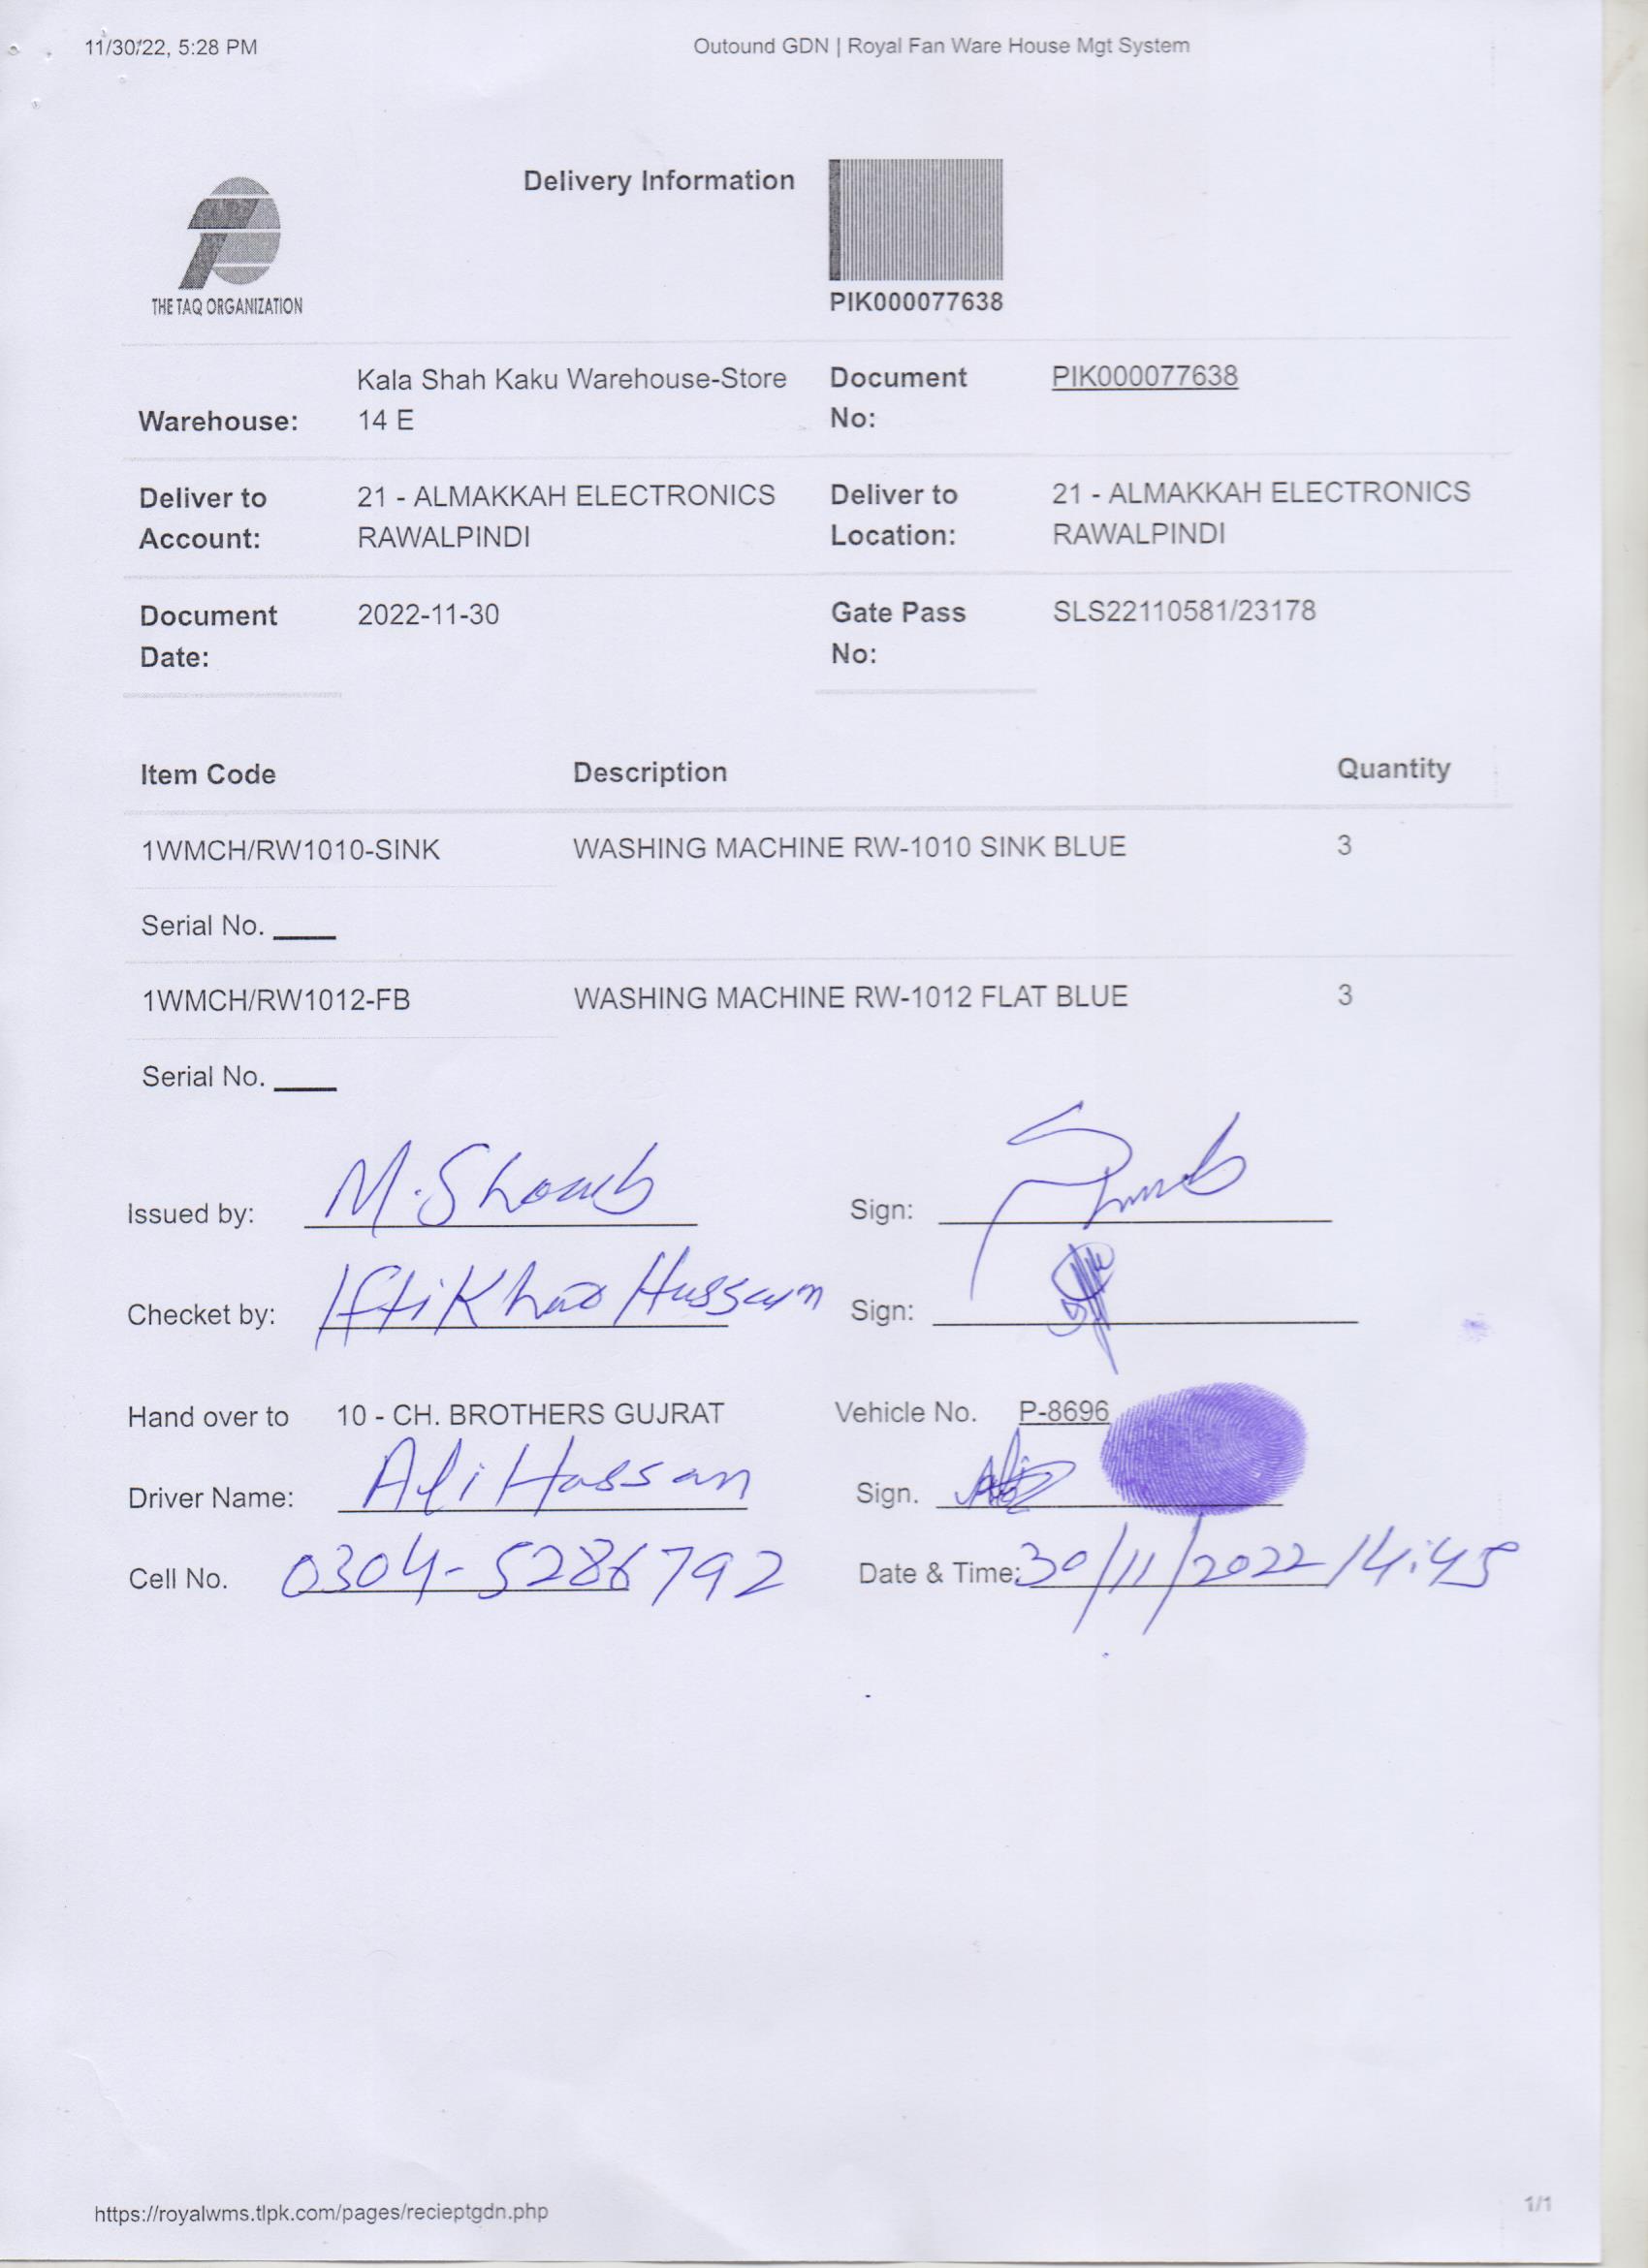 11/30/22, 5:28 PM
Outound GDN | Royal Fan Ware House Mgt System
THE TAQ ORGANIZATION
Delivery Information
PIK000077638
Warehouse: Kala Shah Kaku Warehouse-Store 14 E
Document No: PIK000077638
Deliver to Account: 21 - ALMAKKAH ELECTRONICS RAWALPINDI
Deliver to Location: 21 - ALMAKKAH ELECTRONICS RAWALPINDI
Document Date: 2022-11-30
Gate Pass No: SLS22110581/23178
Item Code Description Quantity
1WMCH/RW1010-SINK WASHING MACHINE RW-1010 SINK BLUE 3
Serial No.
1WMCH/RW1012-FB WASHING MACHINE RW-1012 FLAT BLUE 3
Serial No.
Issued by: M. Shoaib Sign:
Checket by: Iftikhar Hussain Sign:
Hand over to 10 - CH. BROTHERS GUJRAT Vehicle No. P-8696
Driver Name: Ali Hassan Sign.
Cell No. 0304-5286792 Date & Time: 30/11/2022 14:45
https://royalwms.tlpk.com/pages/recieptgdn.php
1/1